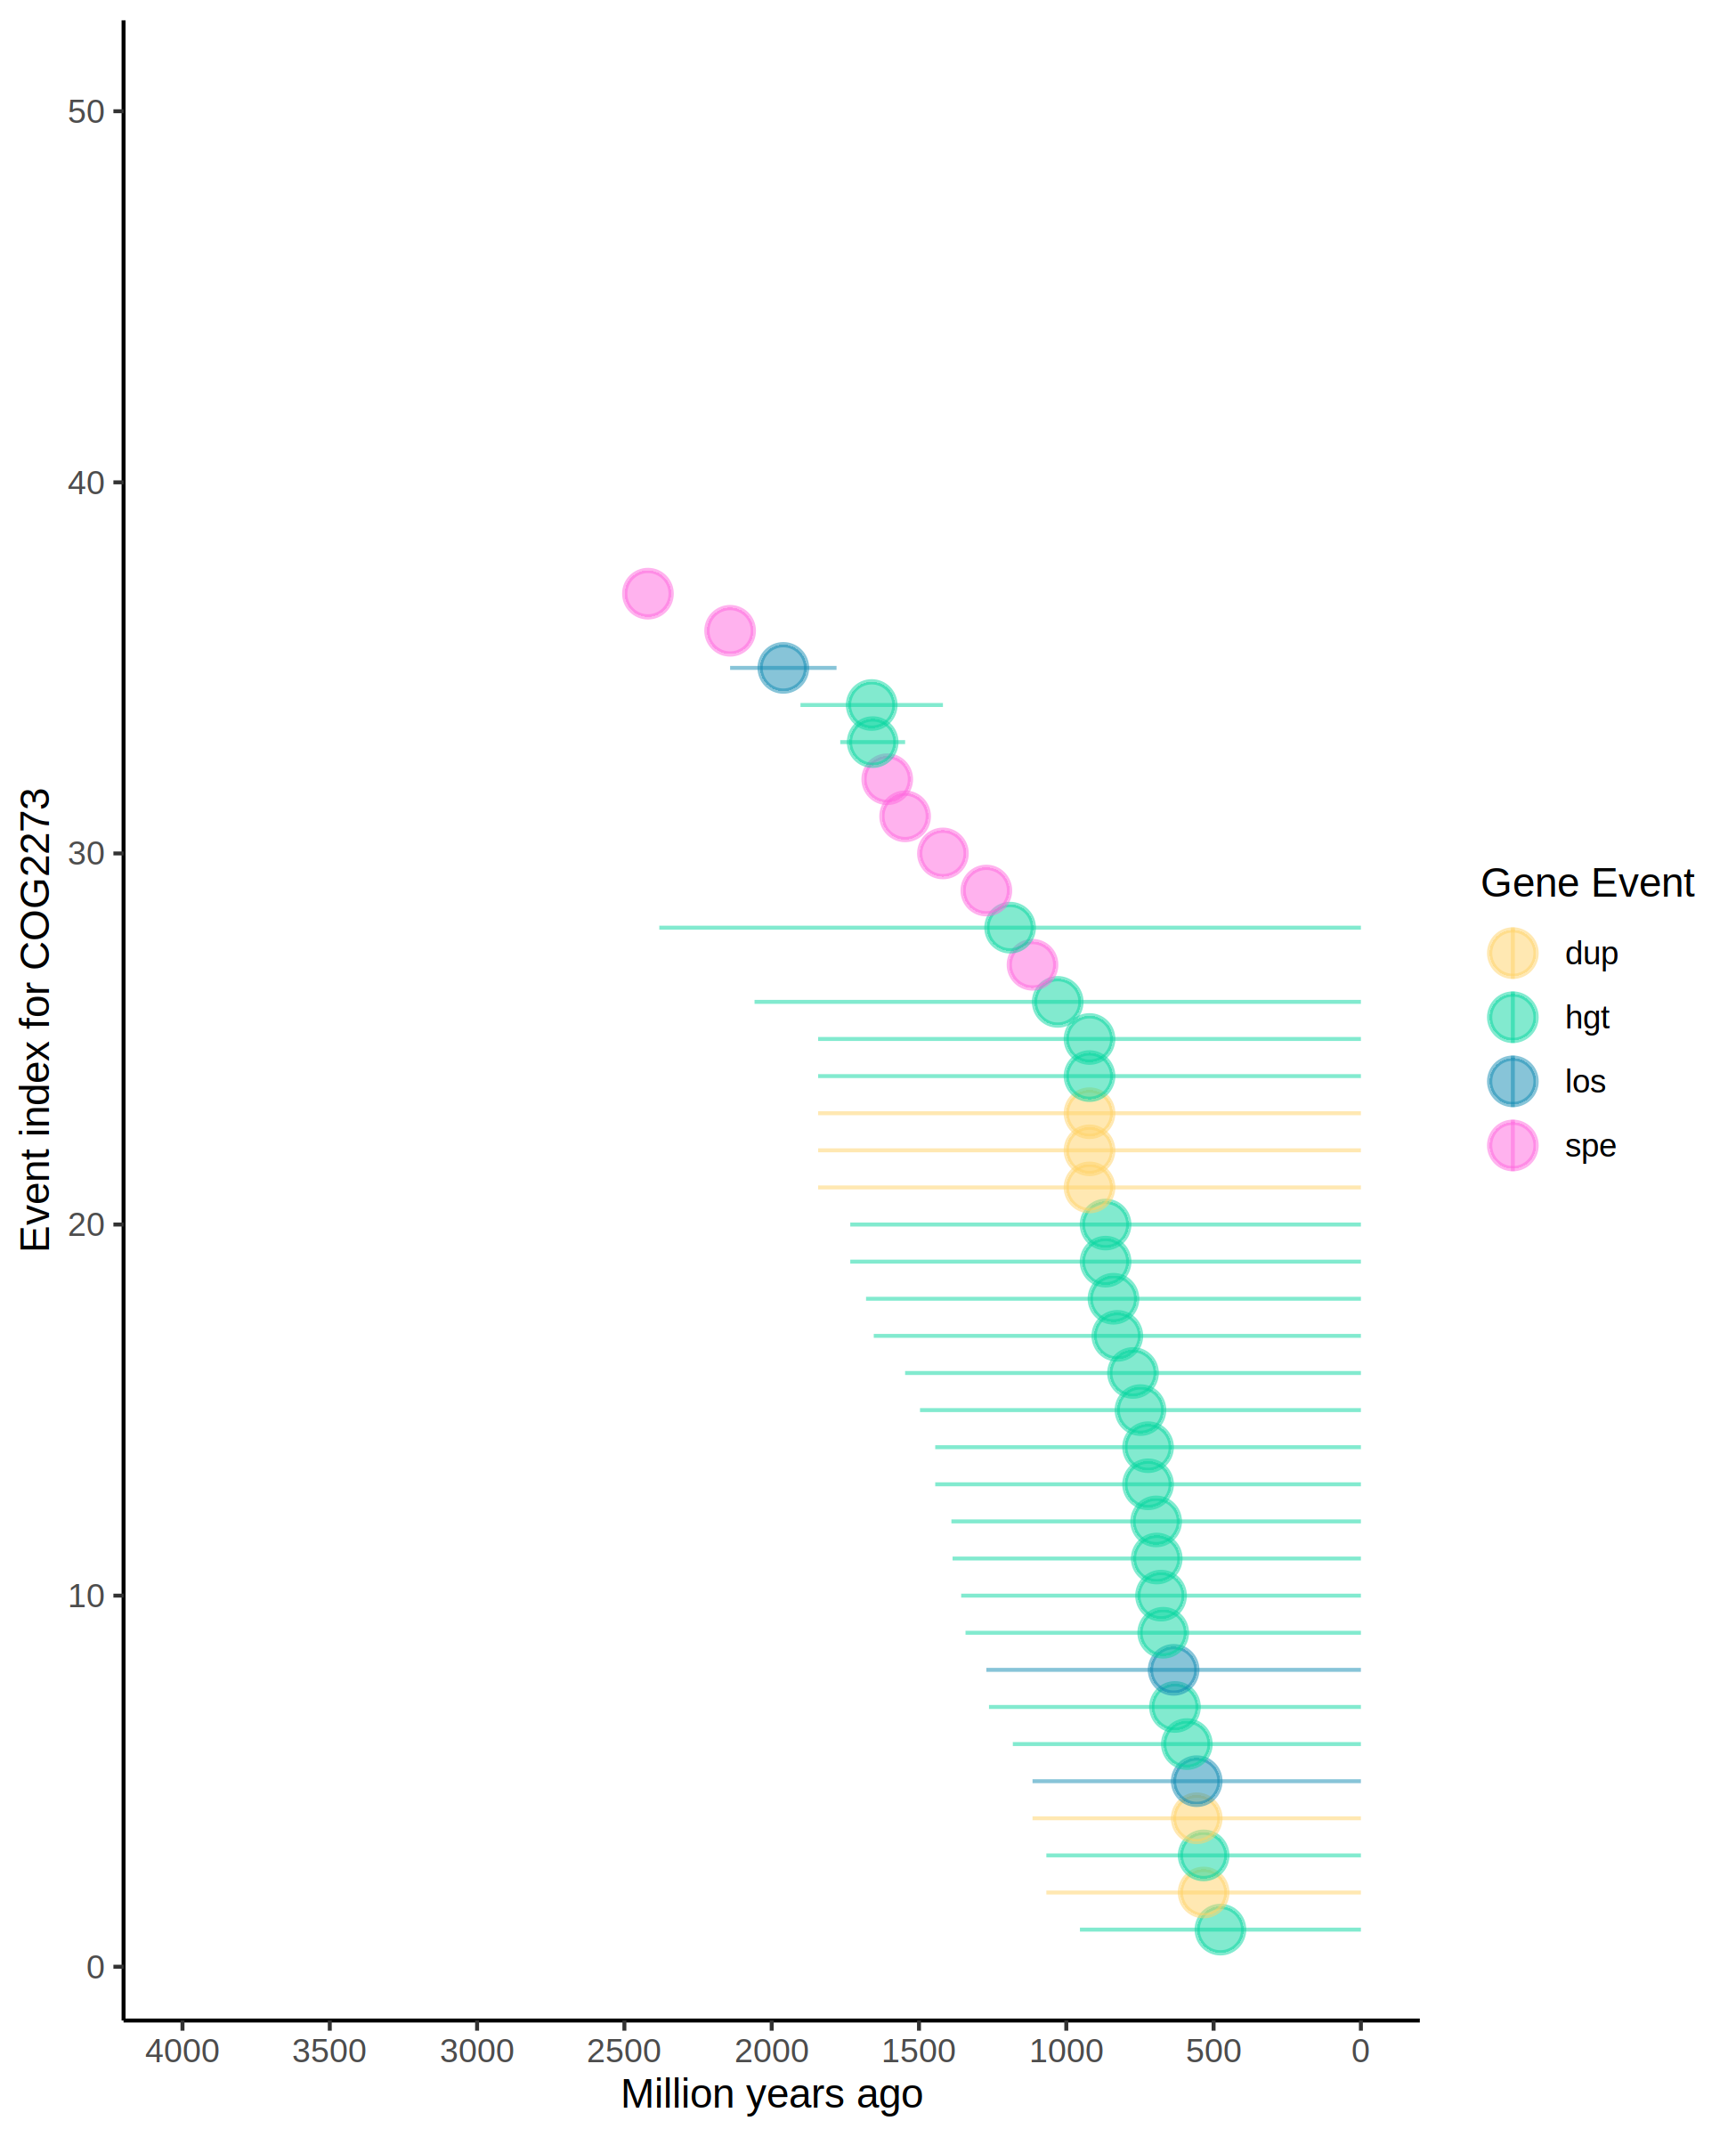 50
40
30
20
10
0
Event index for COG2273
4000 3500 3000 2500 2000 1500 1000 500 0
Million years ago
Gene Event
dup
hgt
los
spe